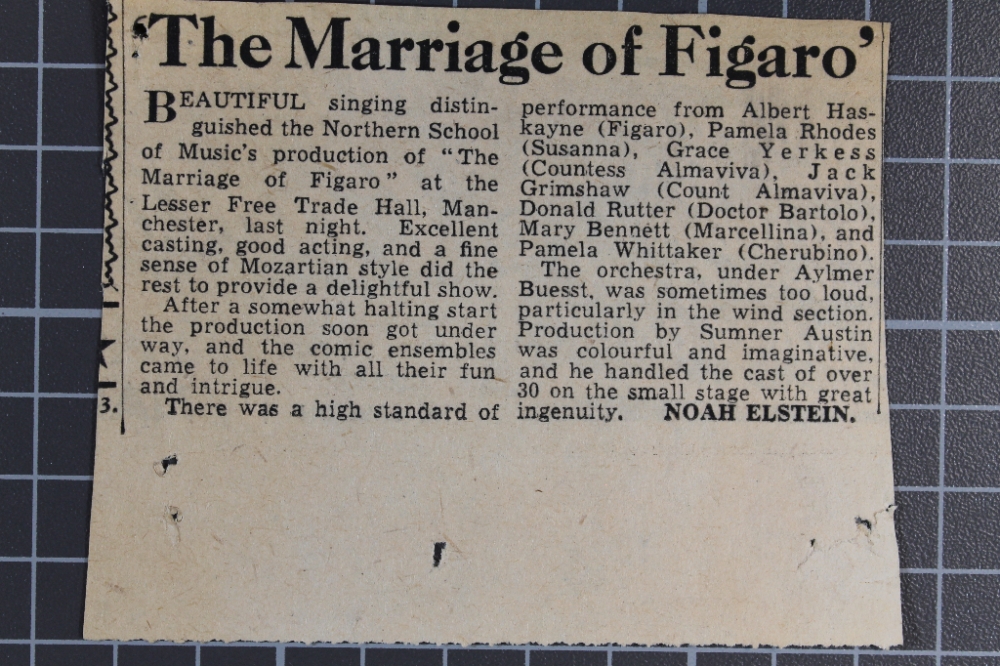 'The Marriage of Figaro'
BEAUTIFUL singing distin-
guished the Northern School
of Music's production of "The
Marriage of Figaro" at the
Lesser Free Trade Hall, Man-
chester, last night. Excellent
casting, good acting, and a fine
sense of Mozartian style did the
rest to provide a delightful show.
After a somewhat halting start
the production soon got under
way, and the comic ensembles
came to life with all their fun
and intrigue.
There was a high standard of
performance from Albert Has-
kayne (Figaro), Pamela Rhodes
(Susanna), Grace Yerkess
(Countess Almaviva), Jack
Grimshaw (Count Almaviva),
Donald Rutter (Doctor Bartolo),
Mary Bennett (Marcellina), and
Pamela Whittaker (Cherubino).
The orchestra, under Aylmer
Buesst, was sometimes too loud,
particularly in the wind section.
Production by Sumner Austin
was colourful and imaginative,
and he handled the cast of over
30 on the small stage with great
ingenuity. NOAH ELSTEIN.
3.